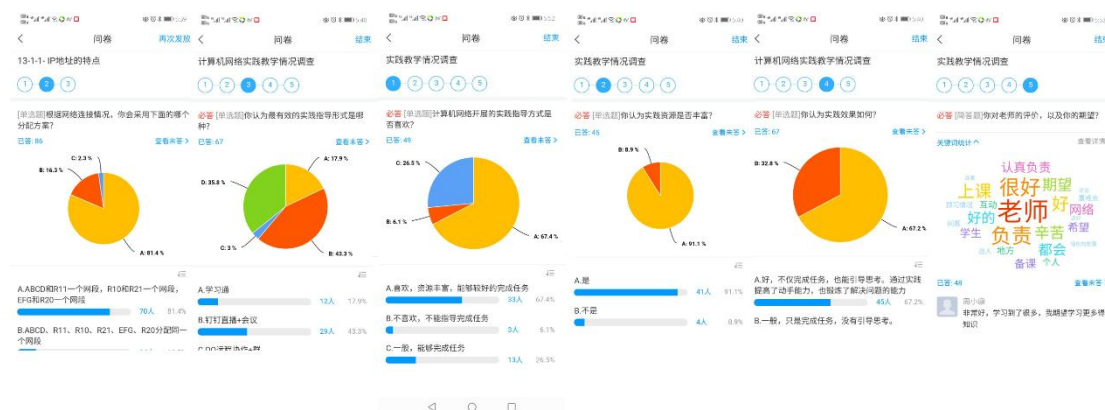 问卷
再次发放
13-1-1- IP地址的特点
1 2 3
[单选题]根据网络连接情况，你会采用下面的哪个
分配方案？
已答: 86
查看未答 >
C: 2.3 %
B: 16.3 %
A: 81.4 %
A.ABCD和R11一个网段，R10和R21一个网段，
EFG和R20一个网段
70人 81.4%
B.ABCD、R11、R10、R21、EFG、R20分配同一
个网段
5:40
问卷
结束
计算机网络实践教学情况调查
1 2 3 4 5
必答 [单选题]你认为最有效的实践指导形式是哪
种？
已答: 67
查看未答 >
A: 17.9 %
D: 35.8 %
C: 3 %
B: 43.3 %
A.学习通
12人 17.9%
B.钉钉直播+会议
29人 43.3%
C.QQ远程协作+群
5:52
问卷
结束
实践教学情况调查
1 2 3 4 5
必答 [单选题]计算机网络开展的实践指导方式是
否喜欢？
已答: 49
查看未答 >
C: 26.5 %
B: 6.1 %
A: 67.4 %
A.喜欢，资源丰富，能够较好的完成任务
33人 67.4%
B.不喜欢，不能指导完成任务
3人 6.1%
C.一般，能够完成任务
13人 26.5%
问卷
结束
实践教学情况调查
1 2 3 4 5
必答 [单选题]你认为实践资源是否丰富？
已答: 45
查看未答 >
B: 8.9 %
A: 91.1 %
A.是
41人 91.1%
B.不是
4人 8.9%
问卷
结束
计算机网络实践教学情况调查
1 2 3 4 5
必答 [单选题]你认为实践效果如何？
已答: 67
查看未答 >
B: 32.8 %
A: 67.2 %
A.好，不仅完成任务，也能引导思考。通过实践
提高了动手能力，也锻炼了解决问题的能力
45人 67.2%
B.一般，只是完成任务，没有引导思考。
问卷
结束
实践教学情况调查
1 2 3 4 5
必答 [简答题]你对老师的评价，以及你的期望？
关键词统计
查看详情
认真负责
上课 很好 期望
互动 老师 好 网络
好的
学生 负责 辛苦 希望
地方 都会
备课 个人
已答: 46
查看未答
非常好，学习到了很多，我期望学习更多得
知识